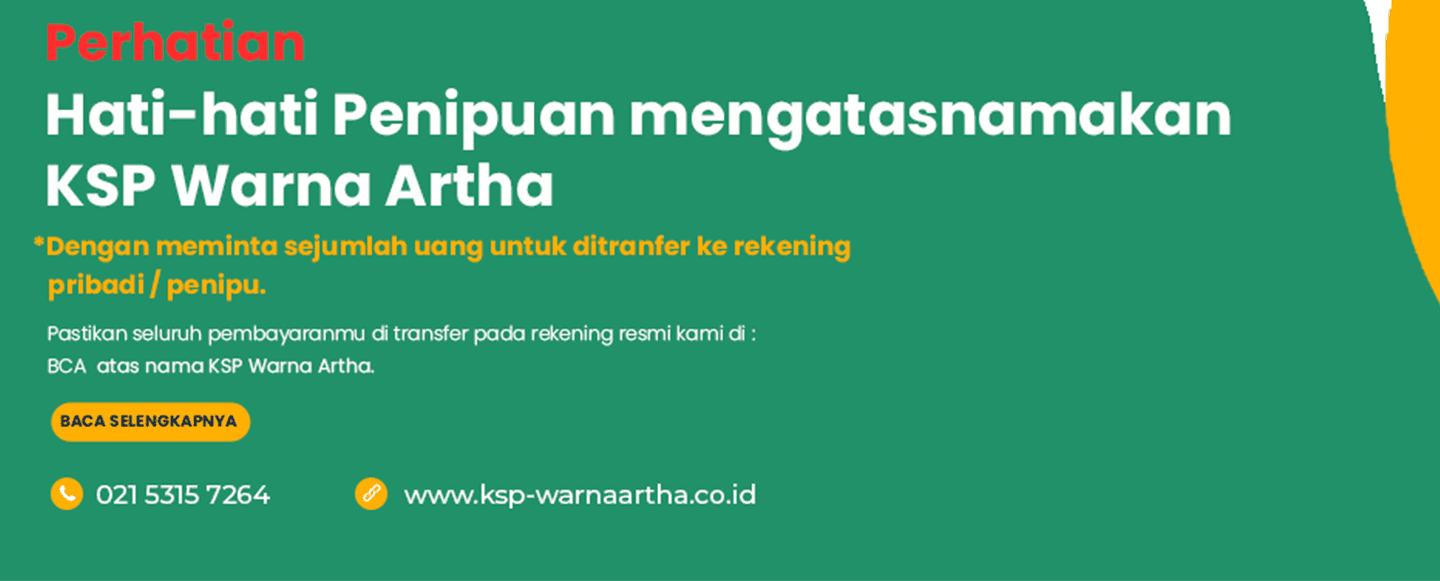 Perhatian
Hati-hati Penipuan mengatasnamakan
KSP Warna Artha
*Dengan meminta sejumlah uang untuk ditranfer ke rekening
pribadi / penipu.
Pastikan seluruh pembayaranmu di transfer pada rekening resmi kami di :
BCA atas nama KSP Warna Artha.
BACA SELENGKAPNYA
021 5315 7264
www.ksp-warnaartha.co.id